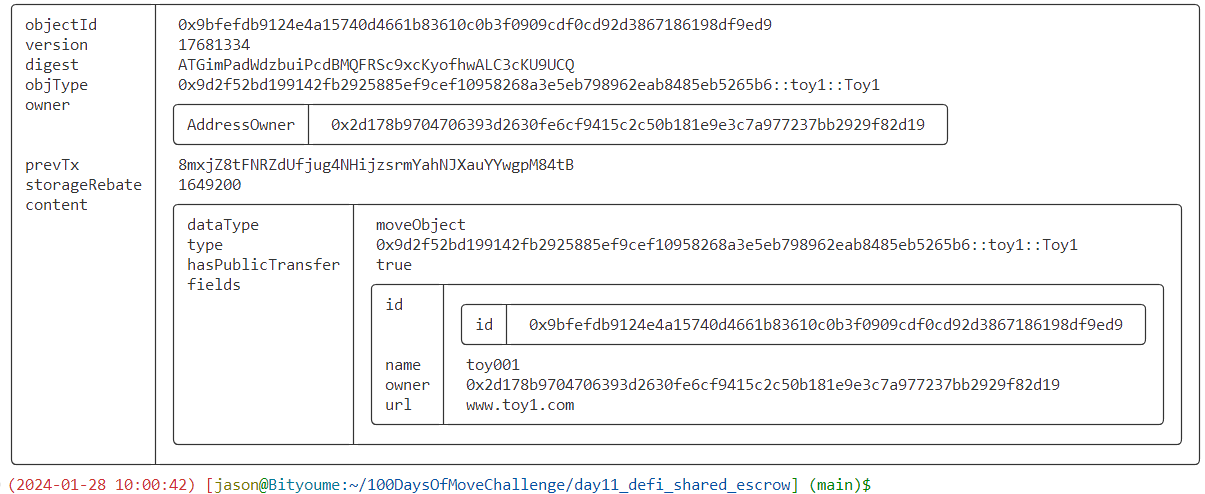 objectId 0x9bfefdb9124e4a15740d4661b83610c0b3f0909cdf0cd92d3867186198df9ed9
version 17681334
digest ATGimPadWdzbuiPcdBMQFRSc9xcKyofhwALC3cKU9UCQ
objType 0x9d2f52bd199142fb2925885ef9cef10958268a3e5eb798962eab8485eb5265b6::toy1::Toy1
owner
AddressOwner 0x2d178b9704706393d2630fe6cf9415c2c50b181e9e3c7a977237bb2929f82d19
prevTx 8mxjZ8tFNRZdUfjug4NHijzsrmYahNJXauYYwgpM84tB
storageRebate 1649200
content
dataType moveObject
type 0x9d2f52bd199142fb2925885ef9cef10958268a3e5eb798962eab8485eb5265b6::toy1::Toy1
hasPublicTransfer true
fields
id
id 0x9bfefdb9124e4a15740d4661b83610c0b3f0909cdf0cd92d3867186198df9ed9
name toy001
owner 0x2d178b9704706393d2630fe6cf9415c2c50b181e9e3c7a977237bb2929f82d19
url www.toy1.com
(2024-01-28 10:00:42) [jason@Bityoume:~/100DaysOfMoveChallenge/day11_defi_shared_escrow] (main)$